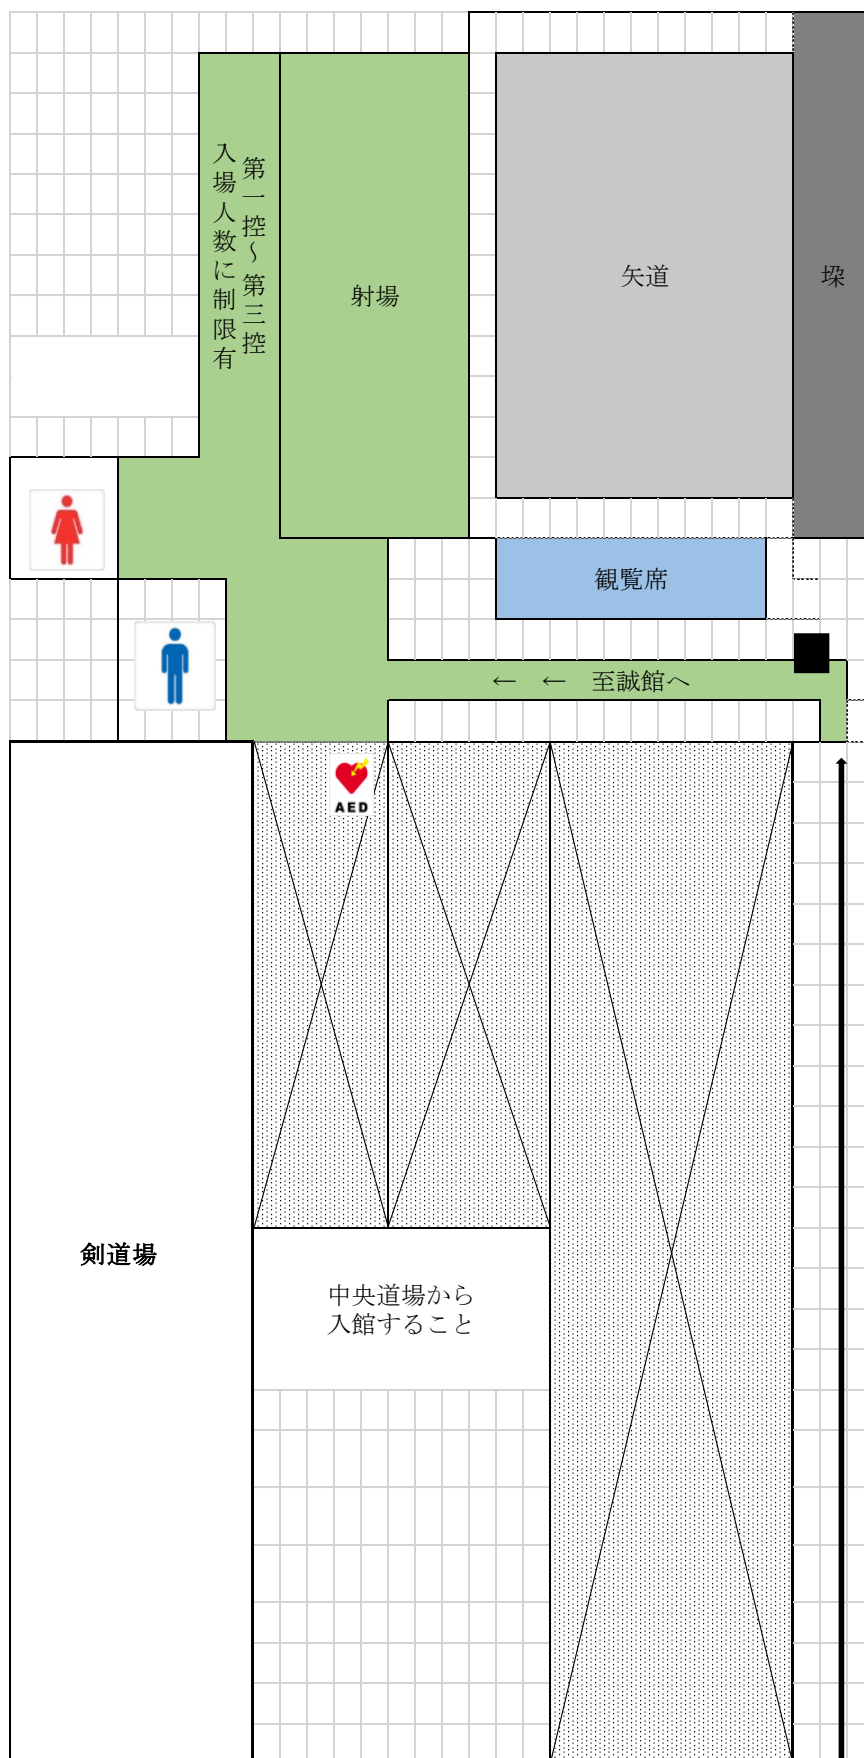 第一控～第三控
入場人数に制限有
射場
矢道
垜
観覧席
← ← 至誠館へ
AED
剣道場
中央道場から
入館すること